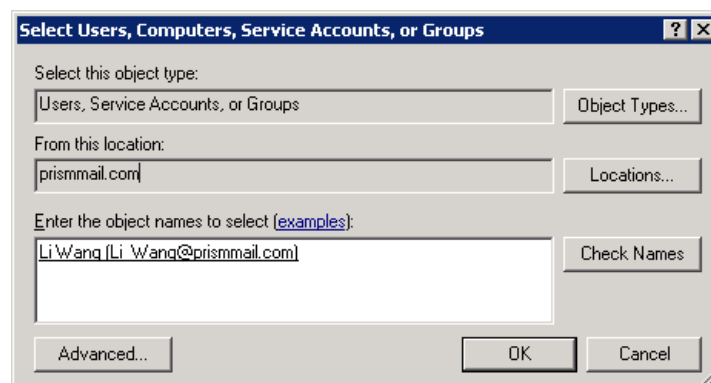 Select Users, Computers, Service Accounts, or Groups
Select this object type:
Users, Service Accounts, or Groups
Object Types...
From this location:
prismmail.com
Locations...
Enter the object names to select (examples):
Li Wang (Li_Wang@prismmail.com)
Check Names
Advanced...
OK
Cancel